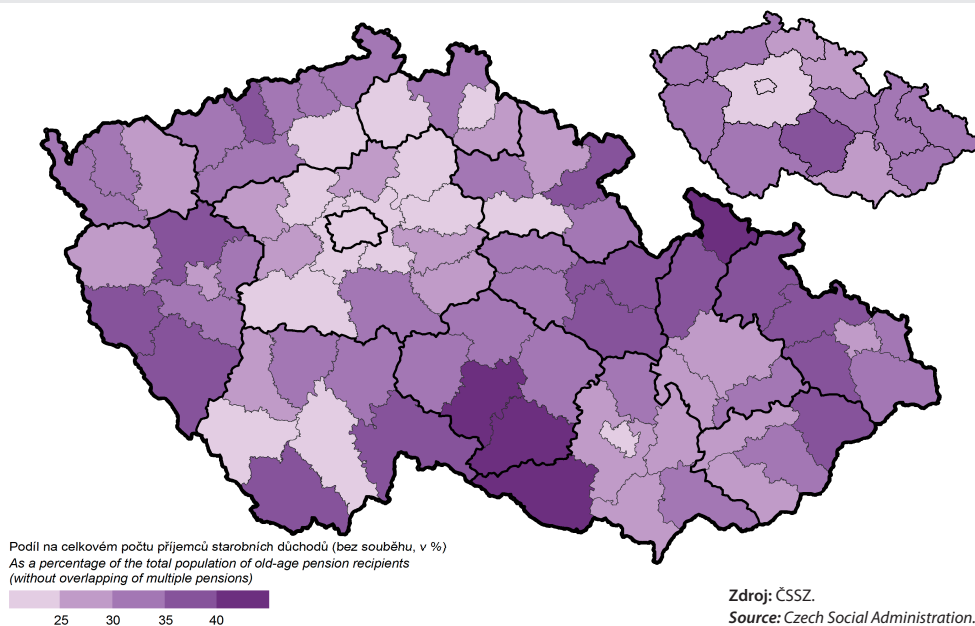 Podíl na celkovém počtu příjemců starobních důchodů (bez souběhu, v %)
As a percentage of the total population of old-age pension recipients
(without overlapping of multiple pensions)
25 30 35 40
Zdroj: ČSSZ.
Source: Czech Social Administration.